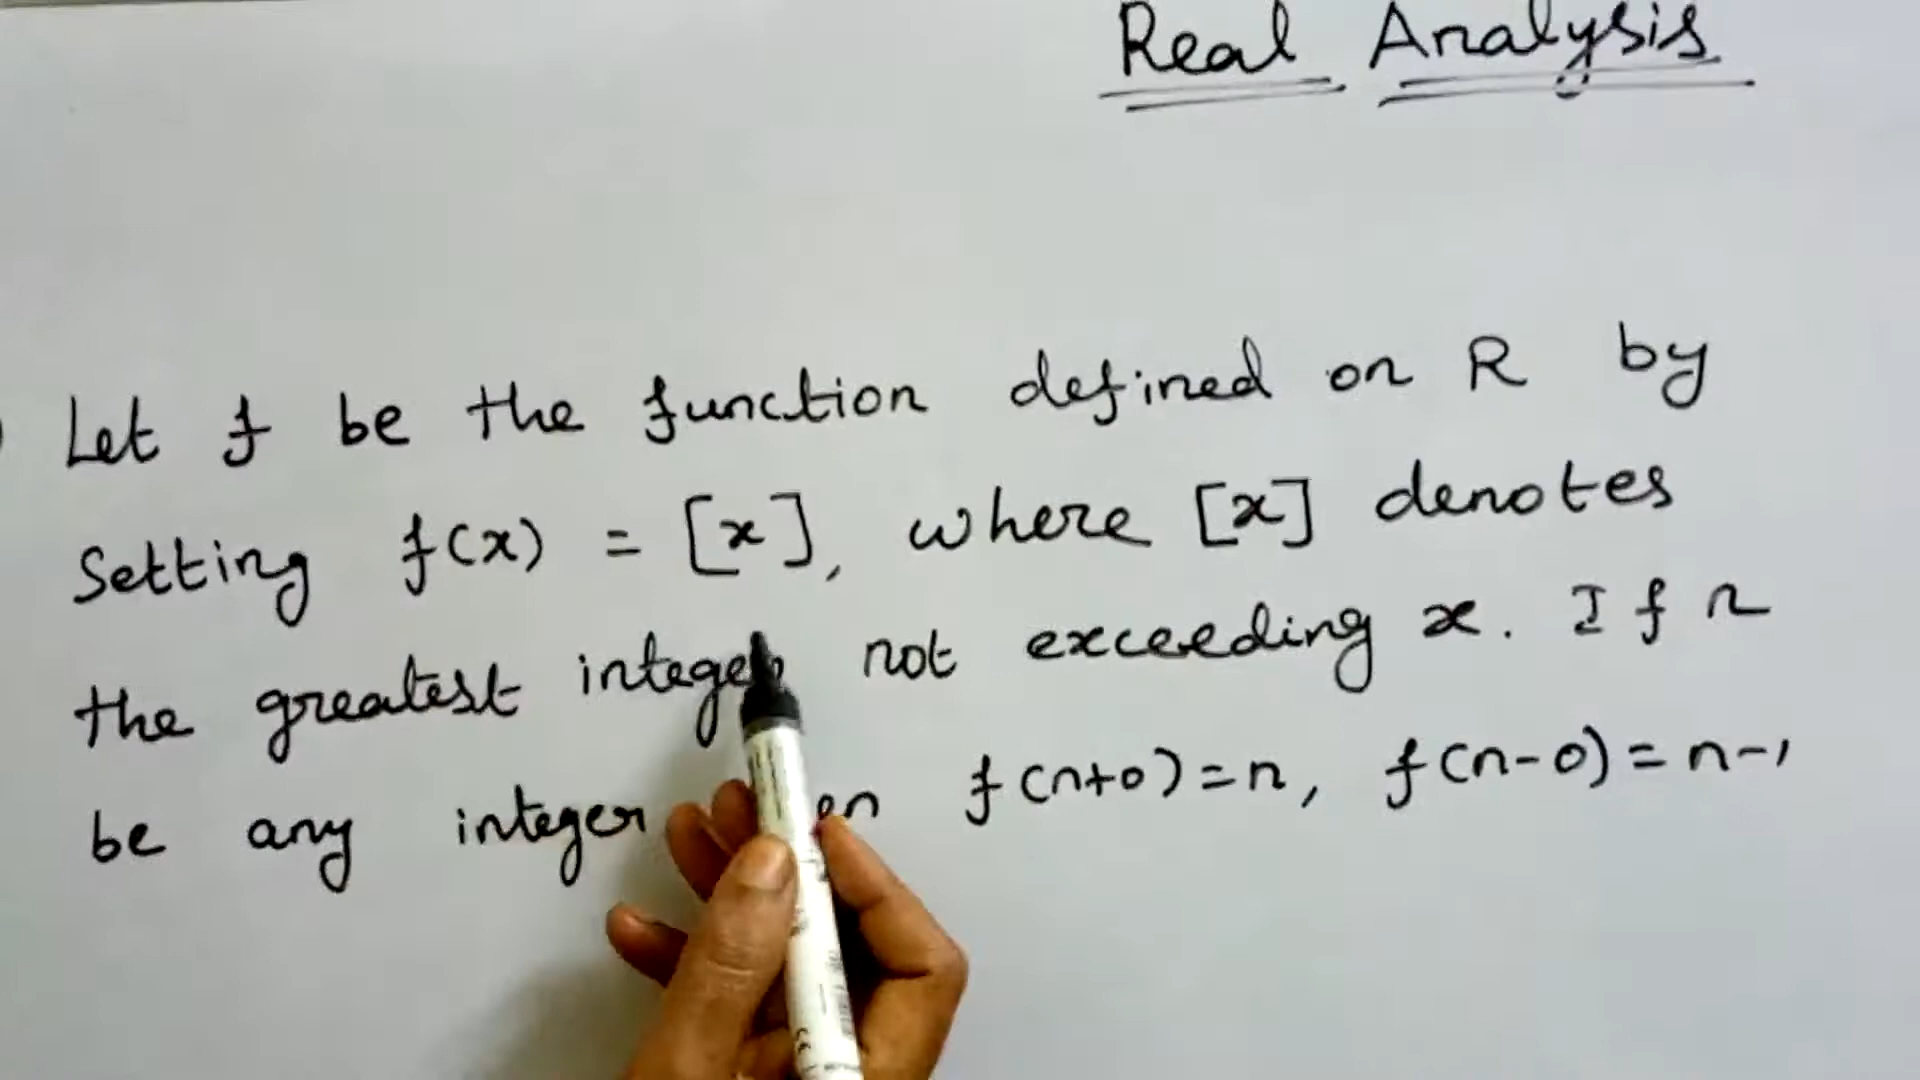 Real Analysis
Let f be the function defined on R by
Setting f(x) = [x], where [x] denotes
the greatest integer not exceeding x. If n
be any integer f(n+0)=n, f(n-0)=n-1